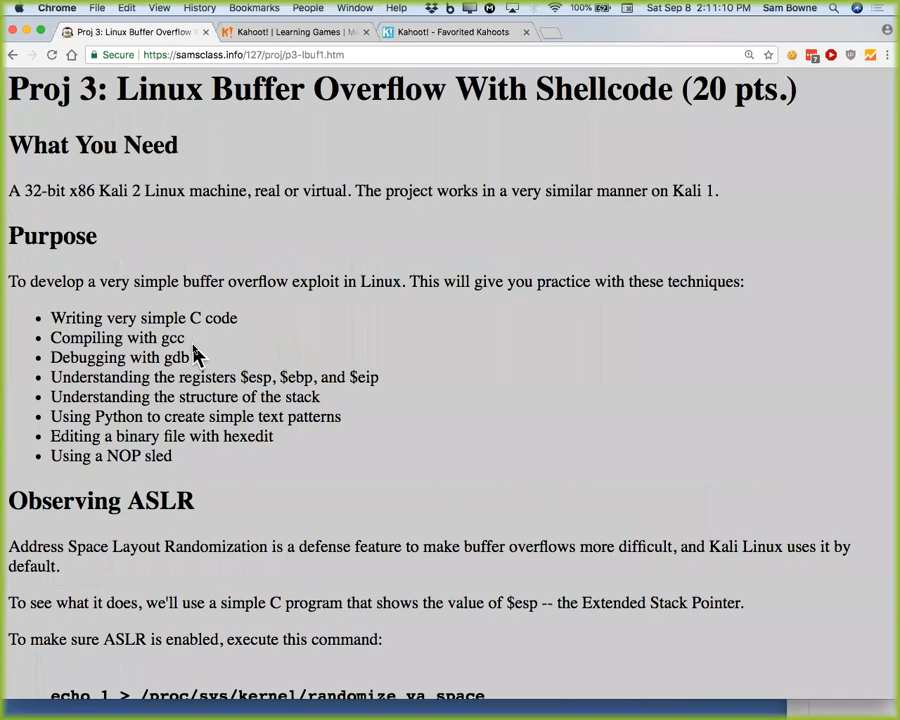 Chrome File Edit View History Bookmarks People Window Help 100% Sat Sep 8 2:11:10 PM Sam Bowne
Proj 3: Linux Buffer Overflow Kahoot! | Learning Games | M Kahoot! - Favorited Kahoots
Secure https://samsclass.info/127/proj/p3-lbuf1.htm
Proj 3: Linux Buffer Overflow With Shellcode (20 pts.)
What You Need
A 32-bit x86 Kali 2 Linux machine, real or virtual. The project works in a very similar manner on Kali 1.
Purpose
To develop a very simple buffer overflow exploit in Linux. This will give you practice with these techniques:
• Writing very simple C code
• Compiling with gcc
• Debugging with gdb
• Understanding the registers $esp, $ebp, and $eip
• Understanding the structure of the stack
• Using Python to create simple text patterns
• Editing a binary file with hexedit
• Using a NOP sled
Observing ASLR
Address Space Layout Randomization is a defense feature to make buffer overflows more difficult, and Kali Linux uses it by
default.
To see what it does, we'll use a simple C program that shows the value of $esp -- the Extended Stack Pointer.
To make sure ASLR is enabled, execute this command:
echo 1 > /proc/sys/kernel/randomize_va_space